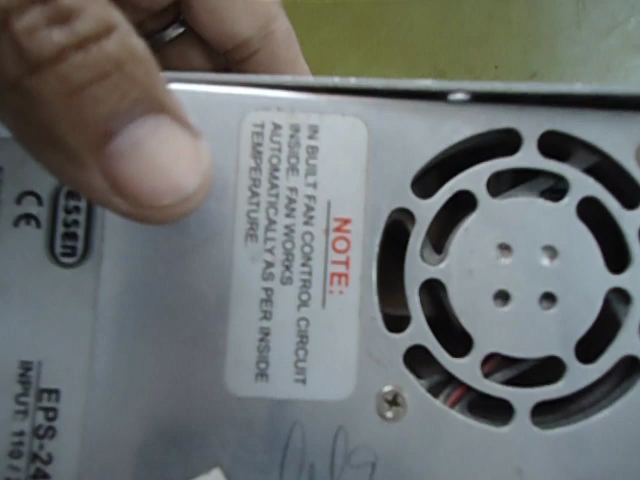 NOTE:
IN BUILT FAN CONTROL CIRCUIT
INSIDE, FAN WORKS
AUTOMATICALLY AS PER INSIDE
TEMPERATURE.
ESSEN
CE
EPS-24
INPUT: 110 /